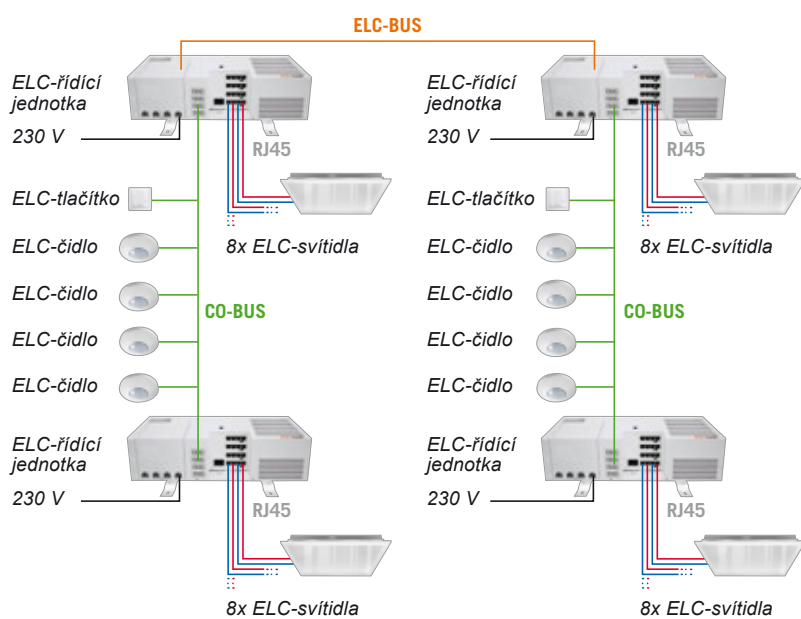 ELC-BUS
ELC-řídící
jednotka
230 V
RJ45
ELC-tlačítko
8x ELC-svítidla
ELC-čidlo
ELC-čidlo
CO-BUS
ELC-čidlo
ELC-čidlo
ELC-řídící
jednotka
230 V
RJ45
8x ELC-svítidla
ELC-řídící
jednotka
230 V
RJ45
ELC-tlačítko
8x ELC-svítidla
ELC-čidlo
ELC-čidlo
CO-BUS
ELC-čidlo
ELC-čidlo
ELC-řídící
jednotka
230 V
RJ45
8x ELC-svítidla